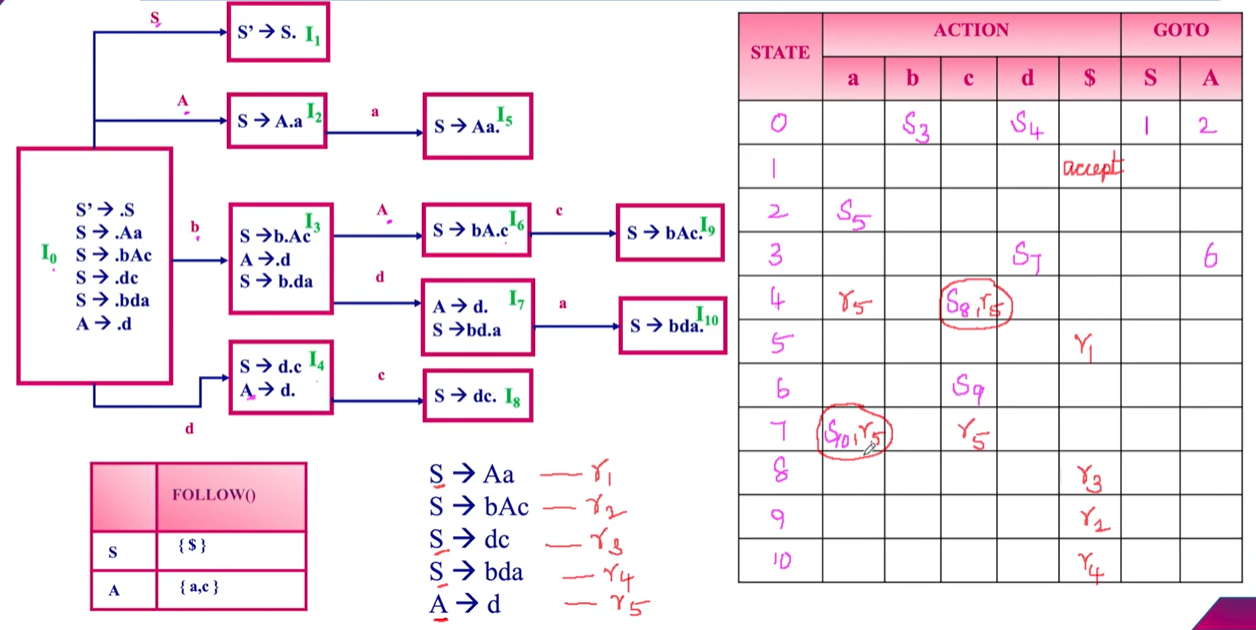 S
S' → S. I1
A
S → A.a I2
a
S → Aa. I5
I0
S' → .S
S → .Aa
S → .bAc
S → .dc
S → .bda
A → .d
b
S → b.Ac I3
A → .d
S → b.da
A
S → bA.c I6
c
S → bAc. I9
d
A → d. I7
S → bd.a
a
S → bda. I10
d
S → d.c I4
A → d.
c
S → dc. I8
FOLLOW()
S { $ }
A { a,c }
S → Aa — r1
S → bAc — r2
S → dc — r3
S → bda — r4
A → d — r5
STATE ACTION GOTO
a b c d $ S A
0 S3 S4 1 2
1 accept
2 S5
3 S7 6
4 r5 S8,r5
5 r1
6 S9
7 S10,r5 r5
8 r3
9 r2
10 r4